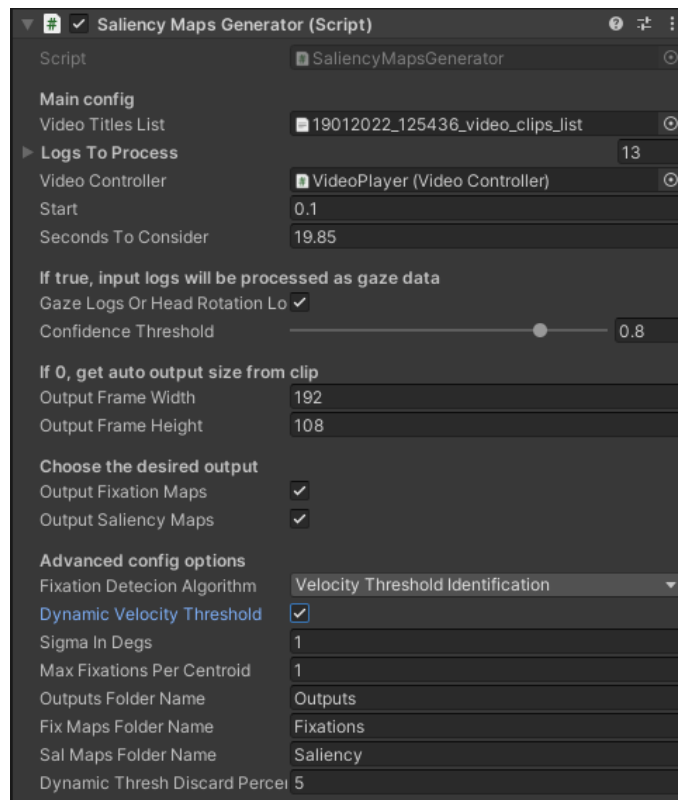 Saliency Maps Generator (Script)
Script SaliencyMapsGenerator
Main config
Video Titles List 19012022_125436_video_clips_list
Logs To Process 13
Video Controller VideoPlayer (Video Controller)
Start 0.1
Seconds To Consider 19.85
If true, input logs will be processed as gaze data
Gaze Logs Or Head Rotation Lo
Confidence Threshold 0.8
If 0, get auto output size from clip
Output Frame Width 192
Output Frame Height 108
Choose the desired output
Output Fixation Maps
Output Saliency Maps
Advanced config options
Fixation Detecion Algorithm Velocity Threshold Identification
Dynamic Velocity Threshold
Sigma In Degs 1
Max Fixations Per Centroid 1
Outputs Folder Name Outputs
Fix Maps Folder Name Fixations
Sal Maps Folder Name Saliency
Dynamic Thresh Discard Percei 5